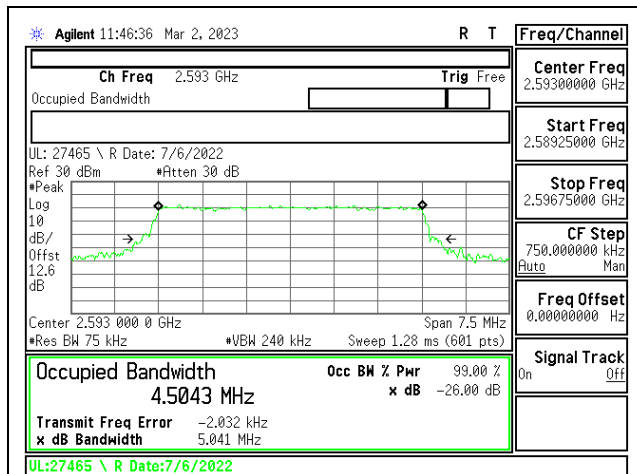 Agilent 11:46:36 Mar 2, 2023 R T
Ch Freq 2.593 GHz Trig Free
Occupied Bandwidth
UL: 27465 \ R Date: 7/6/2022
Ref 30 dBm #Atten 30 dB
#Peak
Log
10
dB/
Offst
12.6
dB
Center 2.593 000 0 GHz Span 7.5 MHz
#Res BW 75 kHz #VBW 240 kHz Sweep 1.28 ms (601 pts)
Occupied Bandwidth Occ BW % Pwr 99.00 %
4.5043 MHz x dB -26.00 dB
Transmit Freq Error -2.032 kHz
x dB Bandwidth 5.041 MHz
UL:27465 \ R Date:7/6/2022
Freq/Channel
Center Freq
2.59300000 GHz
Start Freq
2.58925000 GHz
Stop Freq
2.59675000 GHz
CF Step
750.000000 kHz
Auto Man
Freq Offset
0.00000000 Hz
Signal Track
On Off